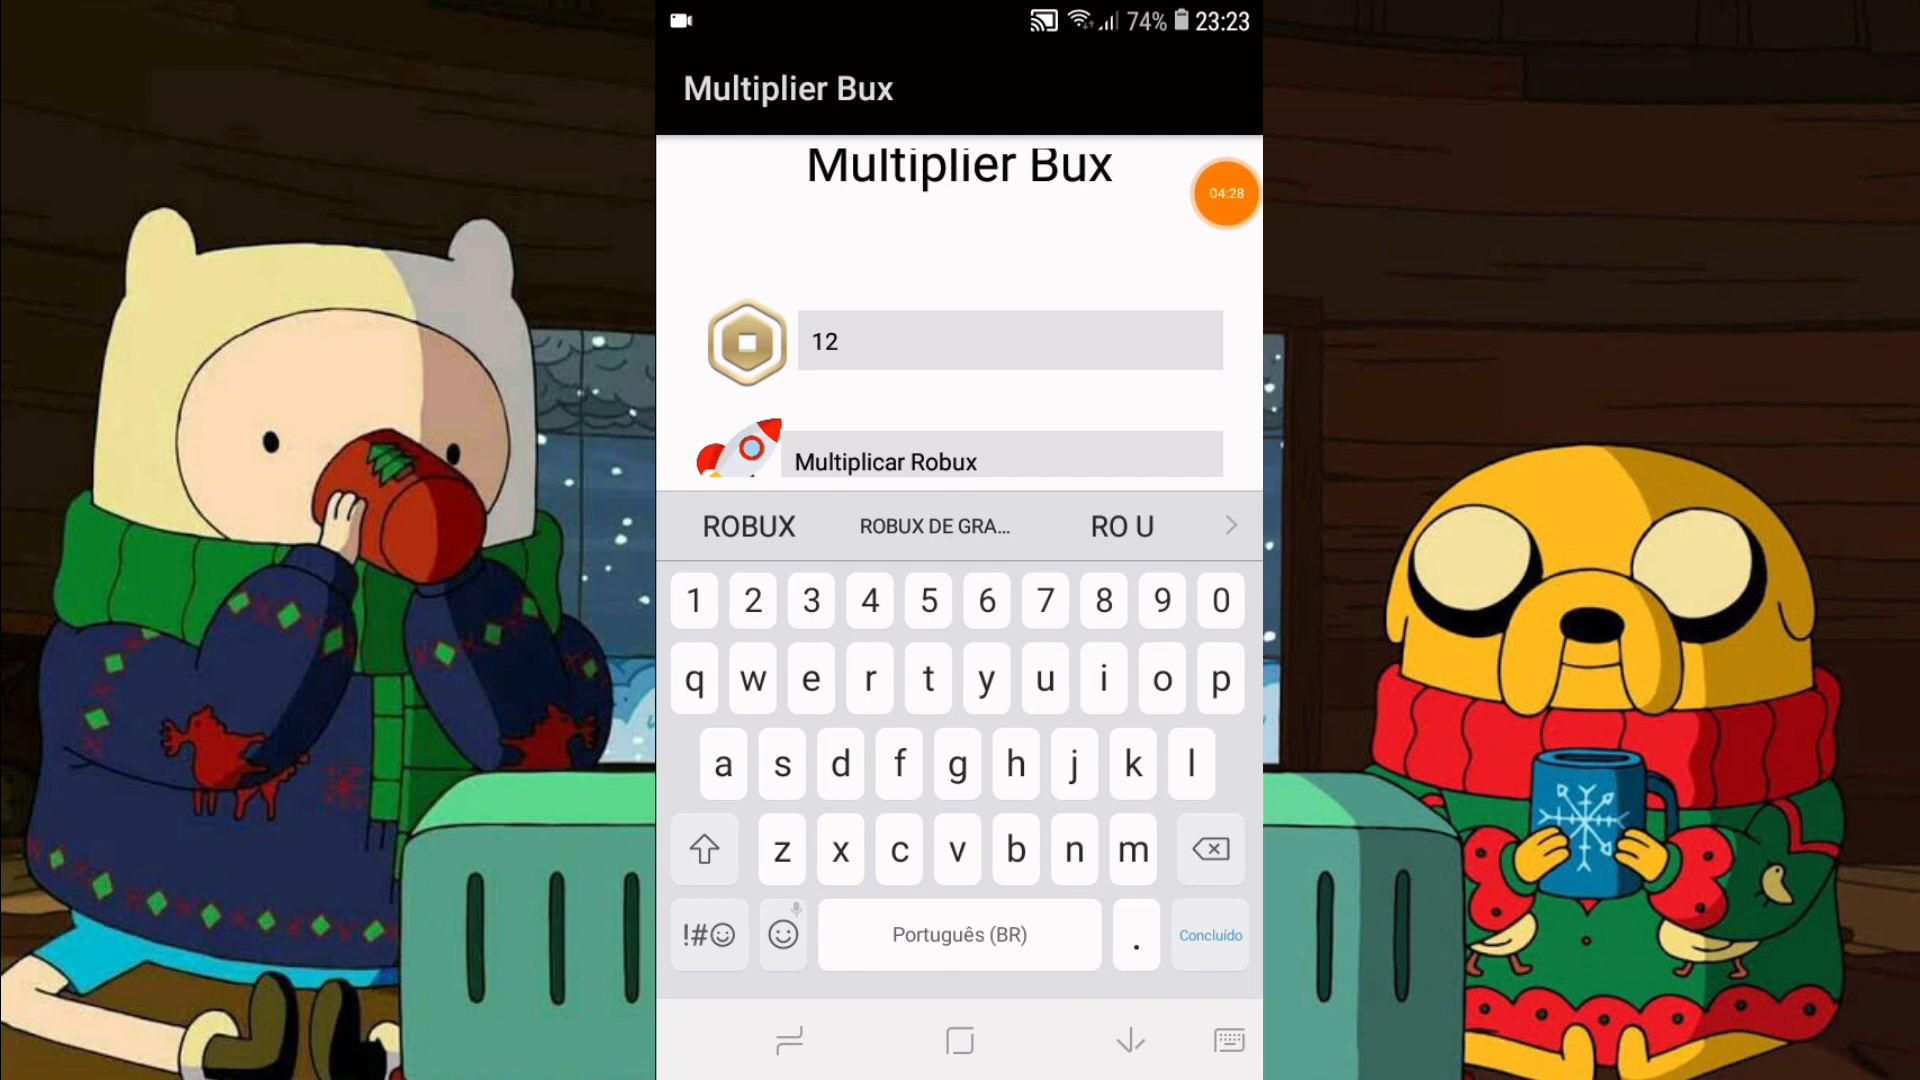 74% 23:23
Multiplier Bux
Multiplier Bux
04:28
12
Multiplicar Robux
ROBUX ROBUX DE GRA... RO U
1 2 3 4 5 6 7 8 9 0
q w e r t y u i o p
a s d f g h j k l
z x c v b n m
!#☺ Português (BR) . Concluído